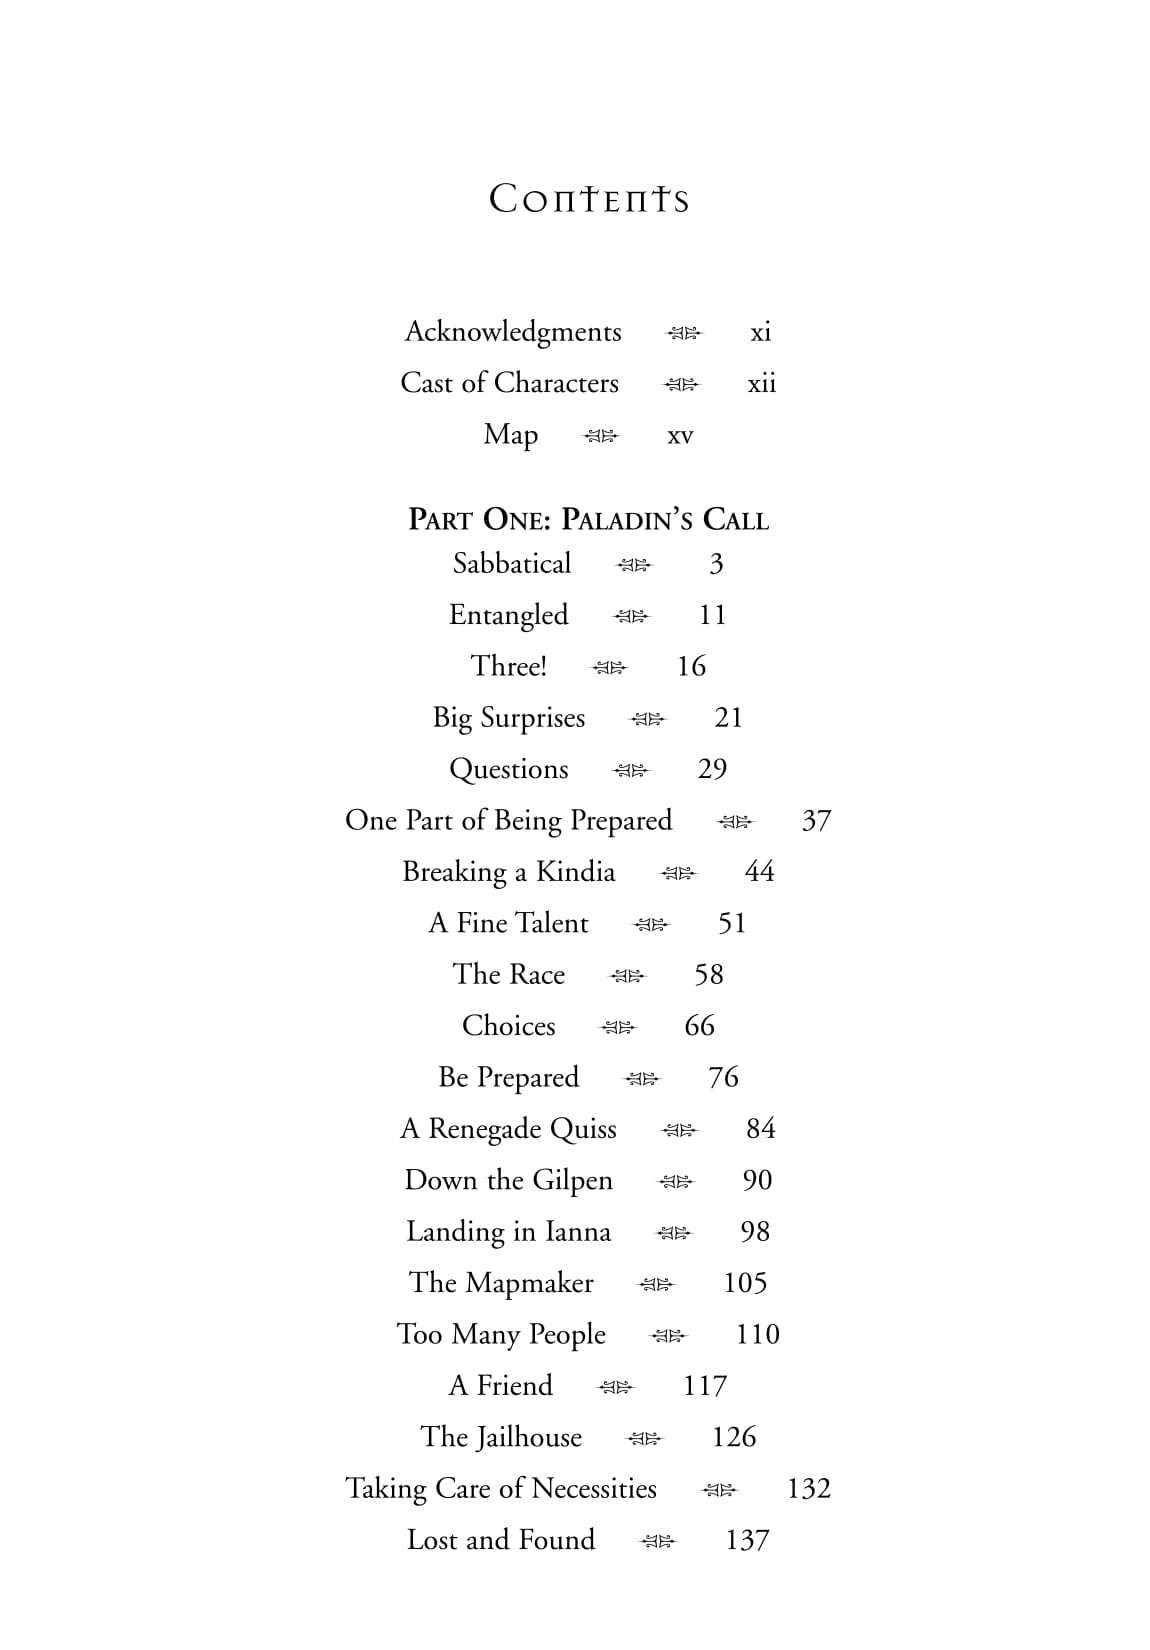 Contents
Acknowledgments xi
Cast of Characters xii
Map xv
Part One: Paladin’s Call
Sabbatical 3
Entangled 11
Three! 16
Big Surprises 21
Questions 29
One Part of Being Prepared 37
Breaking a Kindia 44
A Fine Talent 51
The Race 58
Choices 66
Be Prepared 76
A Renegade Quiss 84
Down the Gilpen 90
Landing in Ianna 98
The Mapmaker 105
Too Many People 110
A Friend 117
The Jailhouse 126
Taking Care of Necessities 132
Lost and Found 137